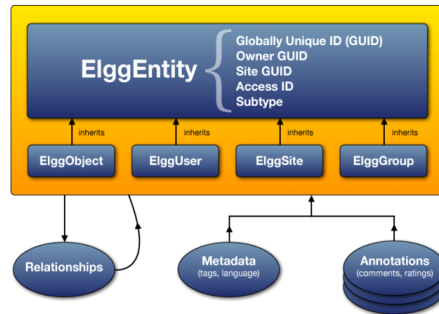 ElggEntity
Globally Unique ID (GUID)
Owner GUID
Site GUID
Access ID
Subtype
inherits
inherits
inherits
inherits
ElggObject
ElggUser
ElggSite
ElggGroup
Relationships
Metadata
(tags, language)
Annotations
(comments, ratings)